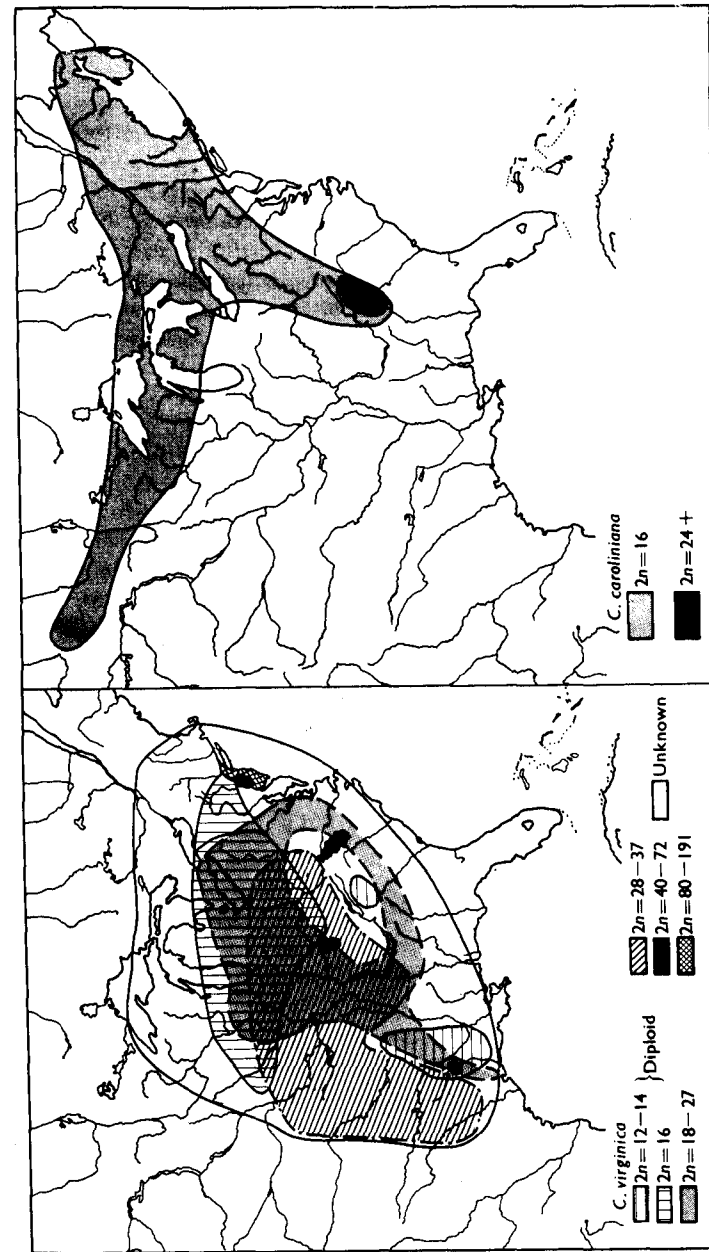 C. virginica
2n=12-14
2n=16
}Diploid
2n=18-27
2n=28-37
2n=40-72
2n=80-191
Unknown
C. caroliniana
2n=16
2n=24+